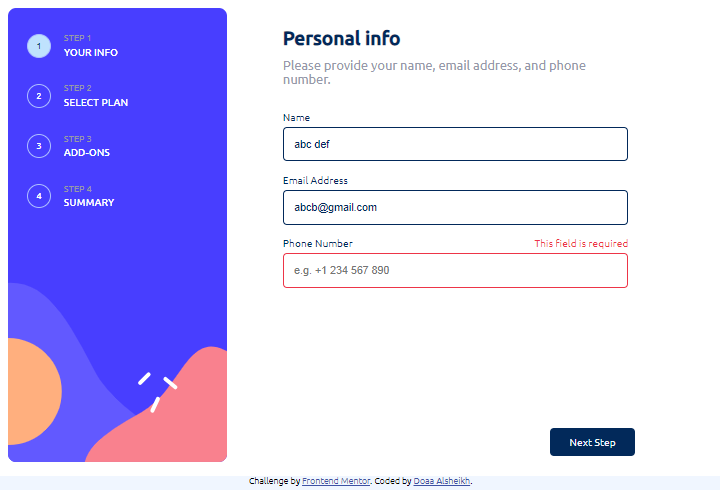 1
STEP 1
YOUR INFO
2
STEP 2
SELECT PLAN
3
STEP 3
ADD-ONS
4
STEP 4
SUMMARY
Personal info
Please provide your name, email address, and phone
number.
Name
abc def
Email Address
abcb@gmail.com
Phone Number
This field is required
e.g. +1 234 567 890
Next Step
Challenge by Frontend Mentor. Coded by Doaa Alsheikh.